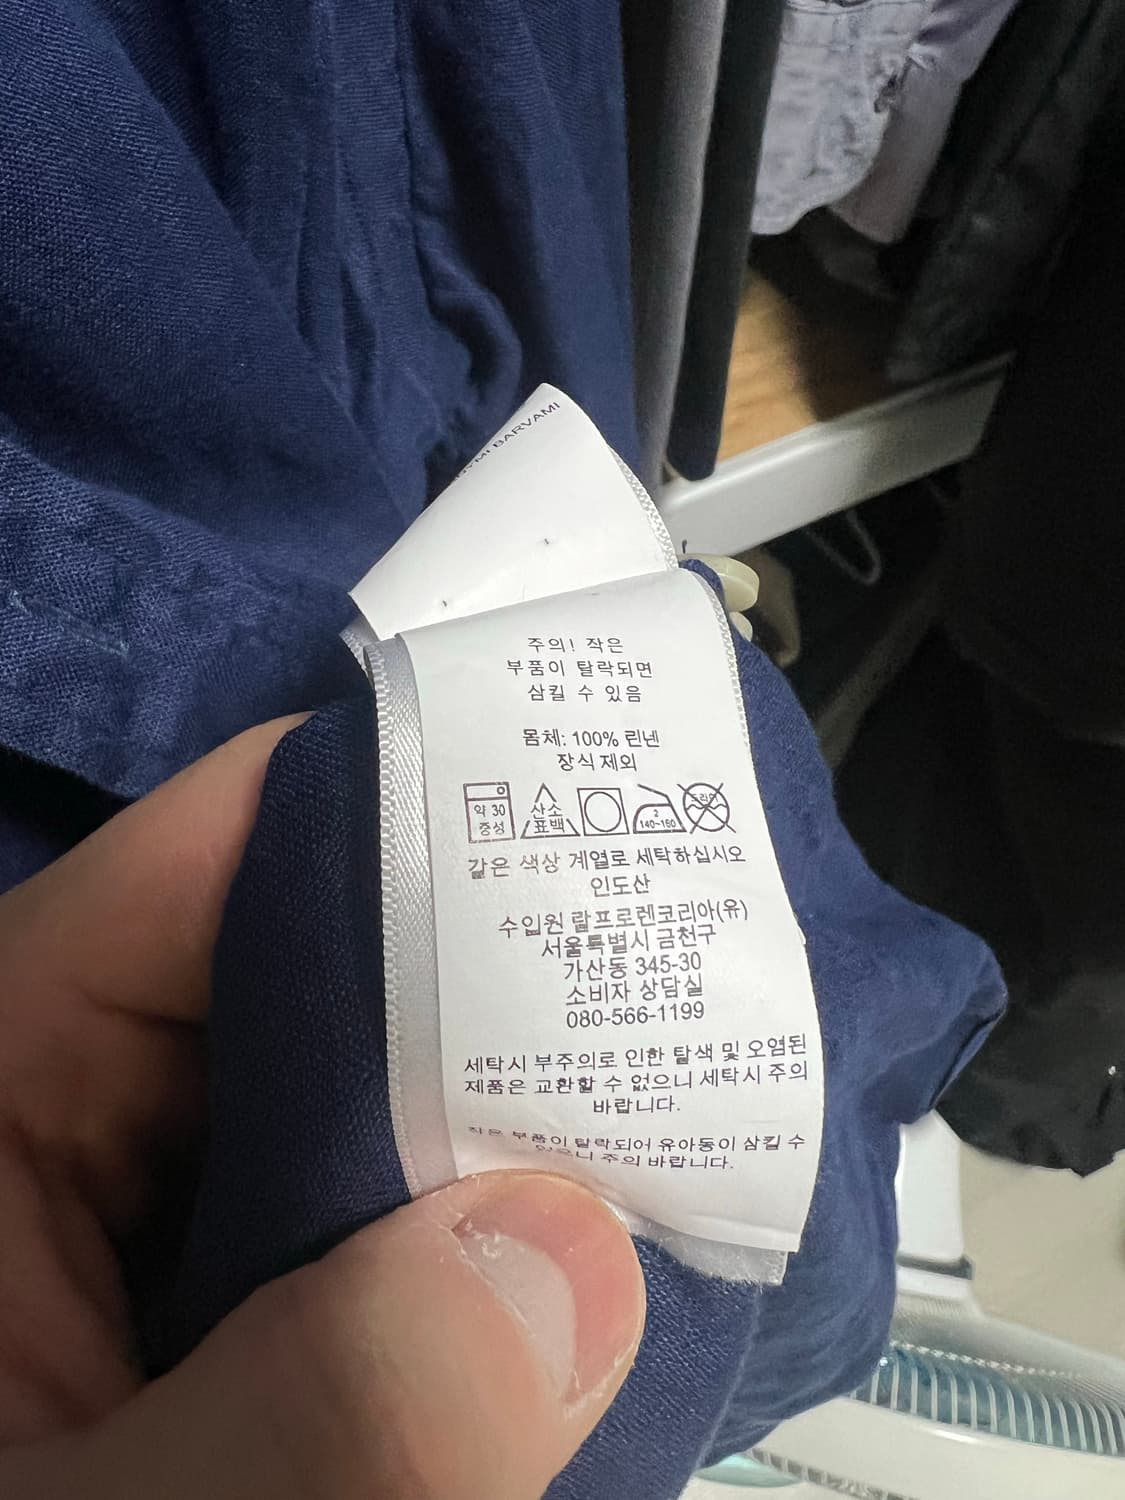 BARVAMI
주의! 작은
부품이 탈락되면
삼킬 수 있음
몸체: 100% 린넨
장식 제외
약 30
중성
산소
표백
2
140~160
드라이
같은 색상 계열로 세탁하십시오
인도산
수입원 랄프로렌코리아(유)
서울특별시 금천구
가산동 345-30
소비자 상담실
080-566-1199
세탁시 부주의로 인한 탈색 및 오염된
제품은 교환할 수 없으니 세탁시 주의
바랍니다.
작은 부품이 탈락되어 유아동이 삼킬 수
있으니 주의 바랍니다.